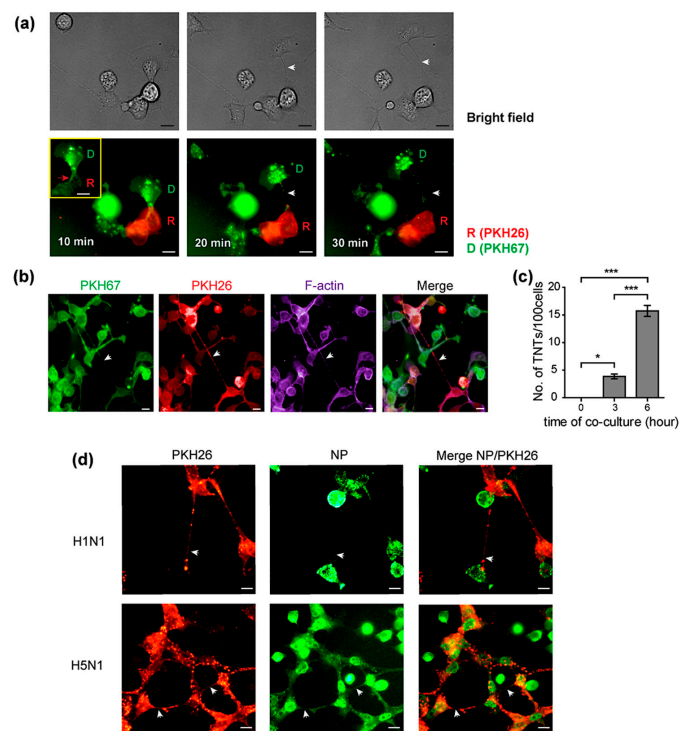 (a)
Bright field
D
R
D
R
10 min
D
R
20 min
D
R
30 min
R (PKH26)
D (PKH67)
(b)
PKH67
PKH26
F-actin
Merge
(c)
No. of TNTs/100cells
20
15
10
5
0
***
***
*
0
3
6
time of co-culture (hour)
(d)
PKH26
NP
Merge NP/PKH26
H1N1
H5N1